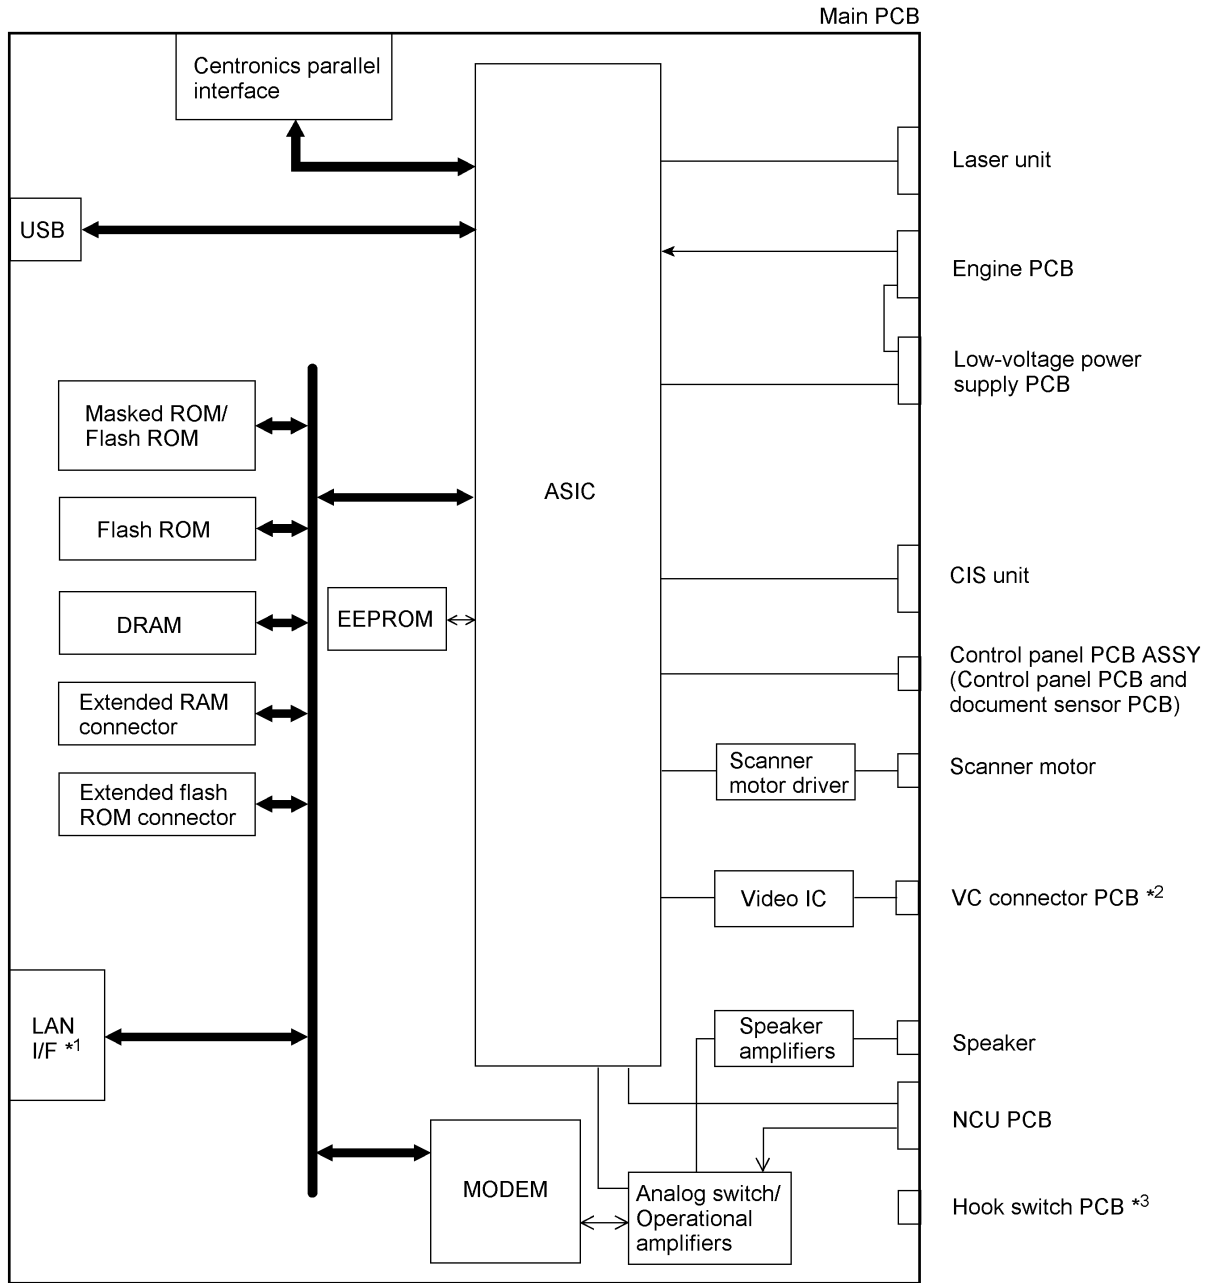 Main PCB
Centronics parallel
interface
Laser unit
USB
Engine PCB
Low-voltage power
supply PCB
Masked ROM/
Flash ROM
ASIC
Flash ROM
CIS unit
EEPROM
DRAM
Control panel PCB ASSY
(Control panel PCB and
document sensor PCB)
Extended RAM
connector
Scanner
motor driver
Scanner motor
Extended flash
ROM connector
Video IC
VC connector PCB *2
LAN
I/F *1
Speaker
amplifiers
Speaker
NCU PCB
MODEM
Analog switch/
Operational
amplifiers
Hook switch PCB *3